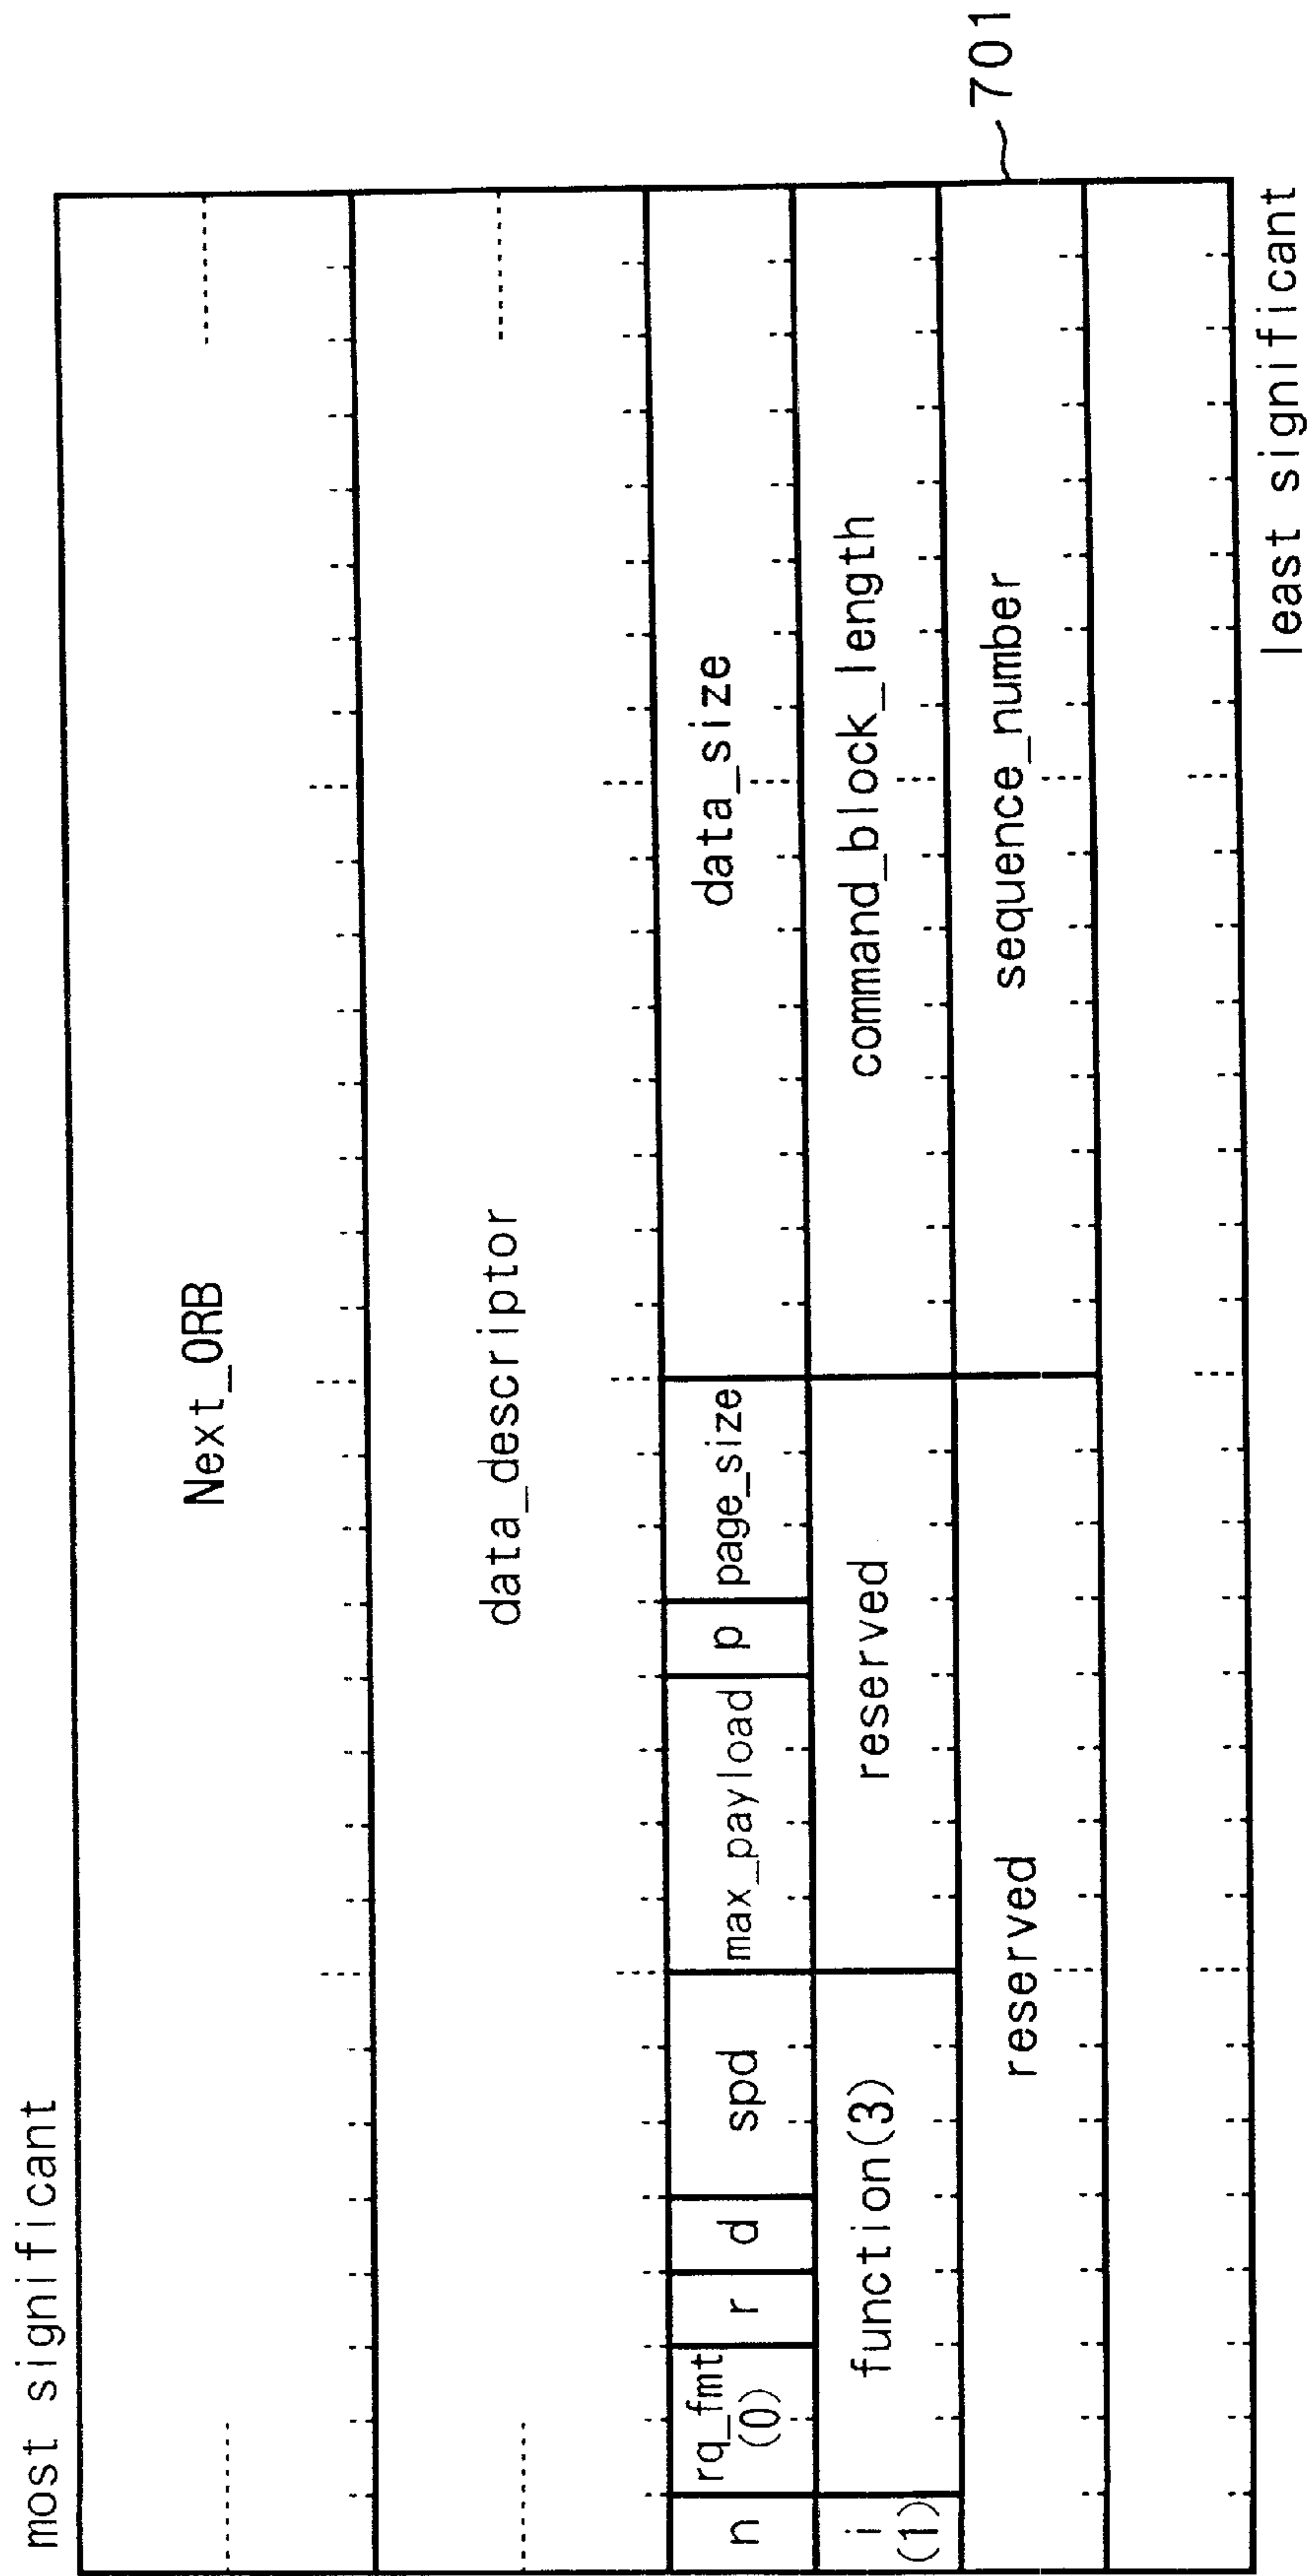 most significant
Next_ORB
data_descriptor
n
rq_fmt
(0)
r
d
spd
max_payload
p
page_size
data_size
i
(1)
function(3)
reserved
command_block_length
reserved
sequence_number
701
least significant